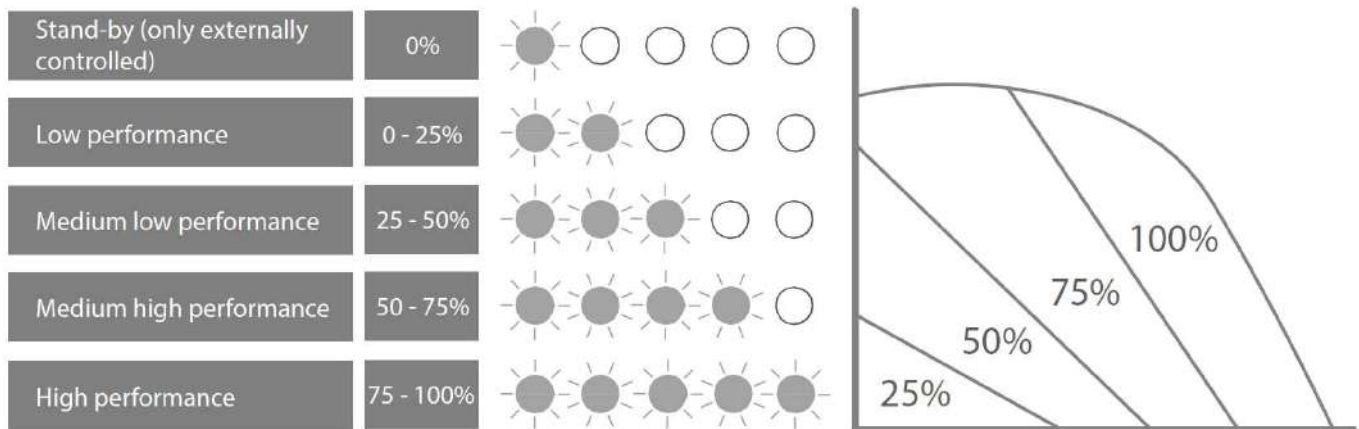 Stand-by (only externally
controlled)
0%
Low performance
0 - 25%
Medium low performance
25 - 50%
Medium high performance
50 - 75%
High performance
75 - 100%
100%
75%
50%
25%